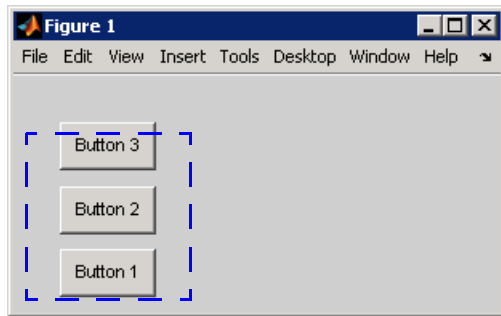 Figure 1
File Edit View Insert Tools Desktop Window Help
Button 3
Button 2
Button 1